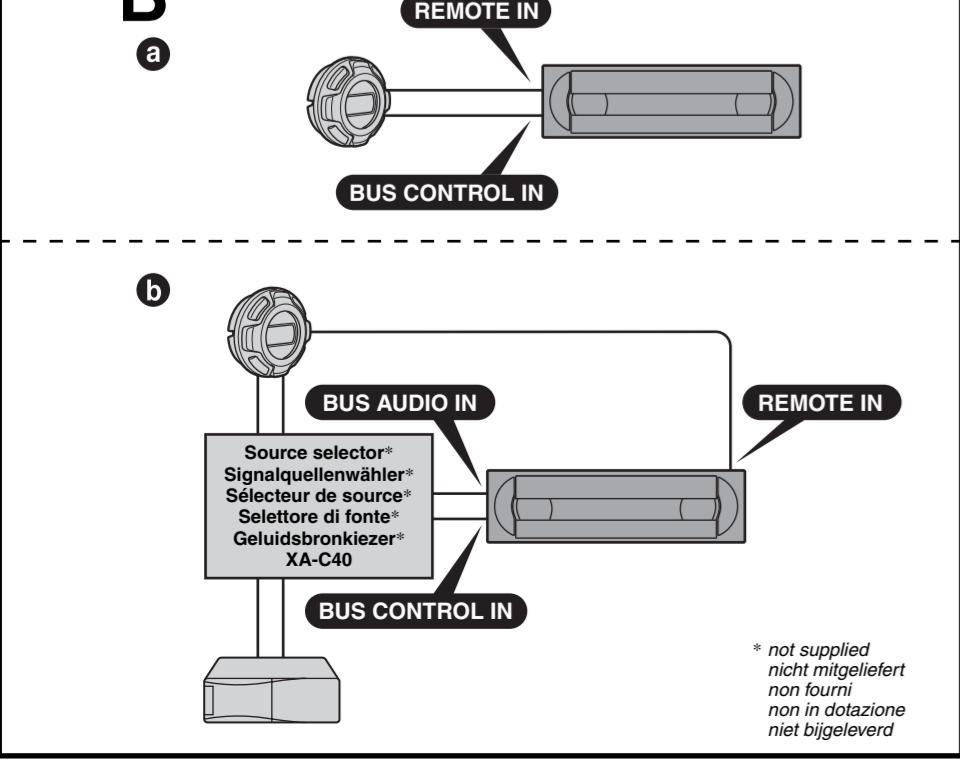 B
REMOTE IN
a
BUS CONTROL IN
b
BUS AUDIO IN
REMOTE IN
Source selector*
Signalquellenwähler*
Sélecteur de source*
Selettore di fonte*
Geluidsbronkiezer*
XA-C40
BUS CONTROL IN
* not supplied
nicht mitgeliefert
non fourni
non in dotazione
niet bijgeleverd